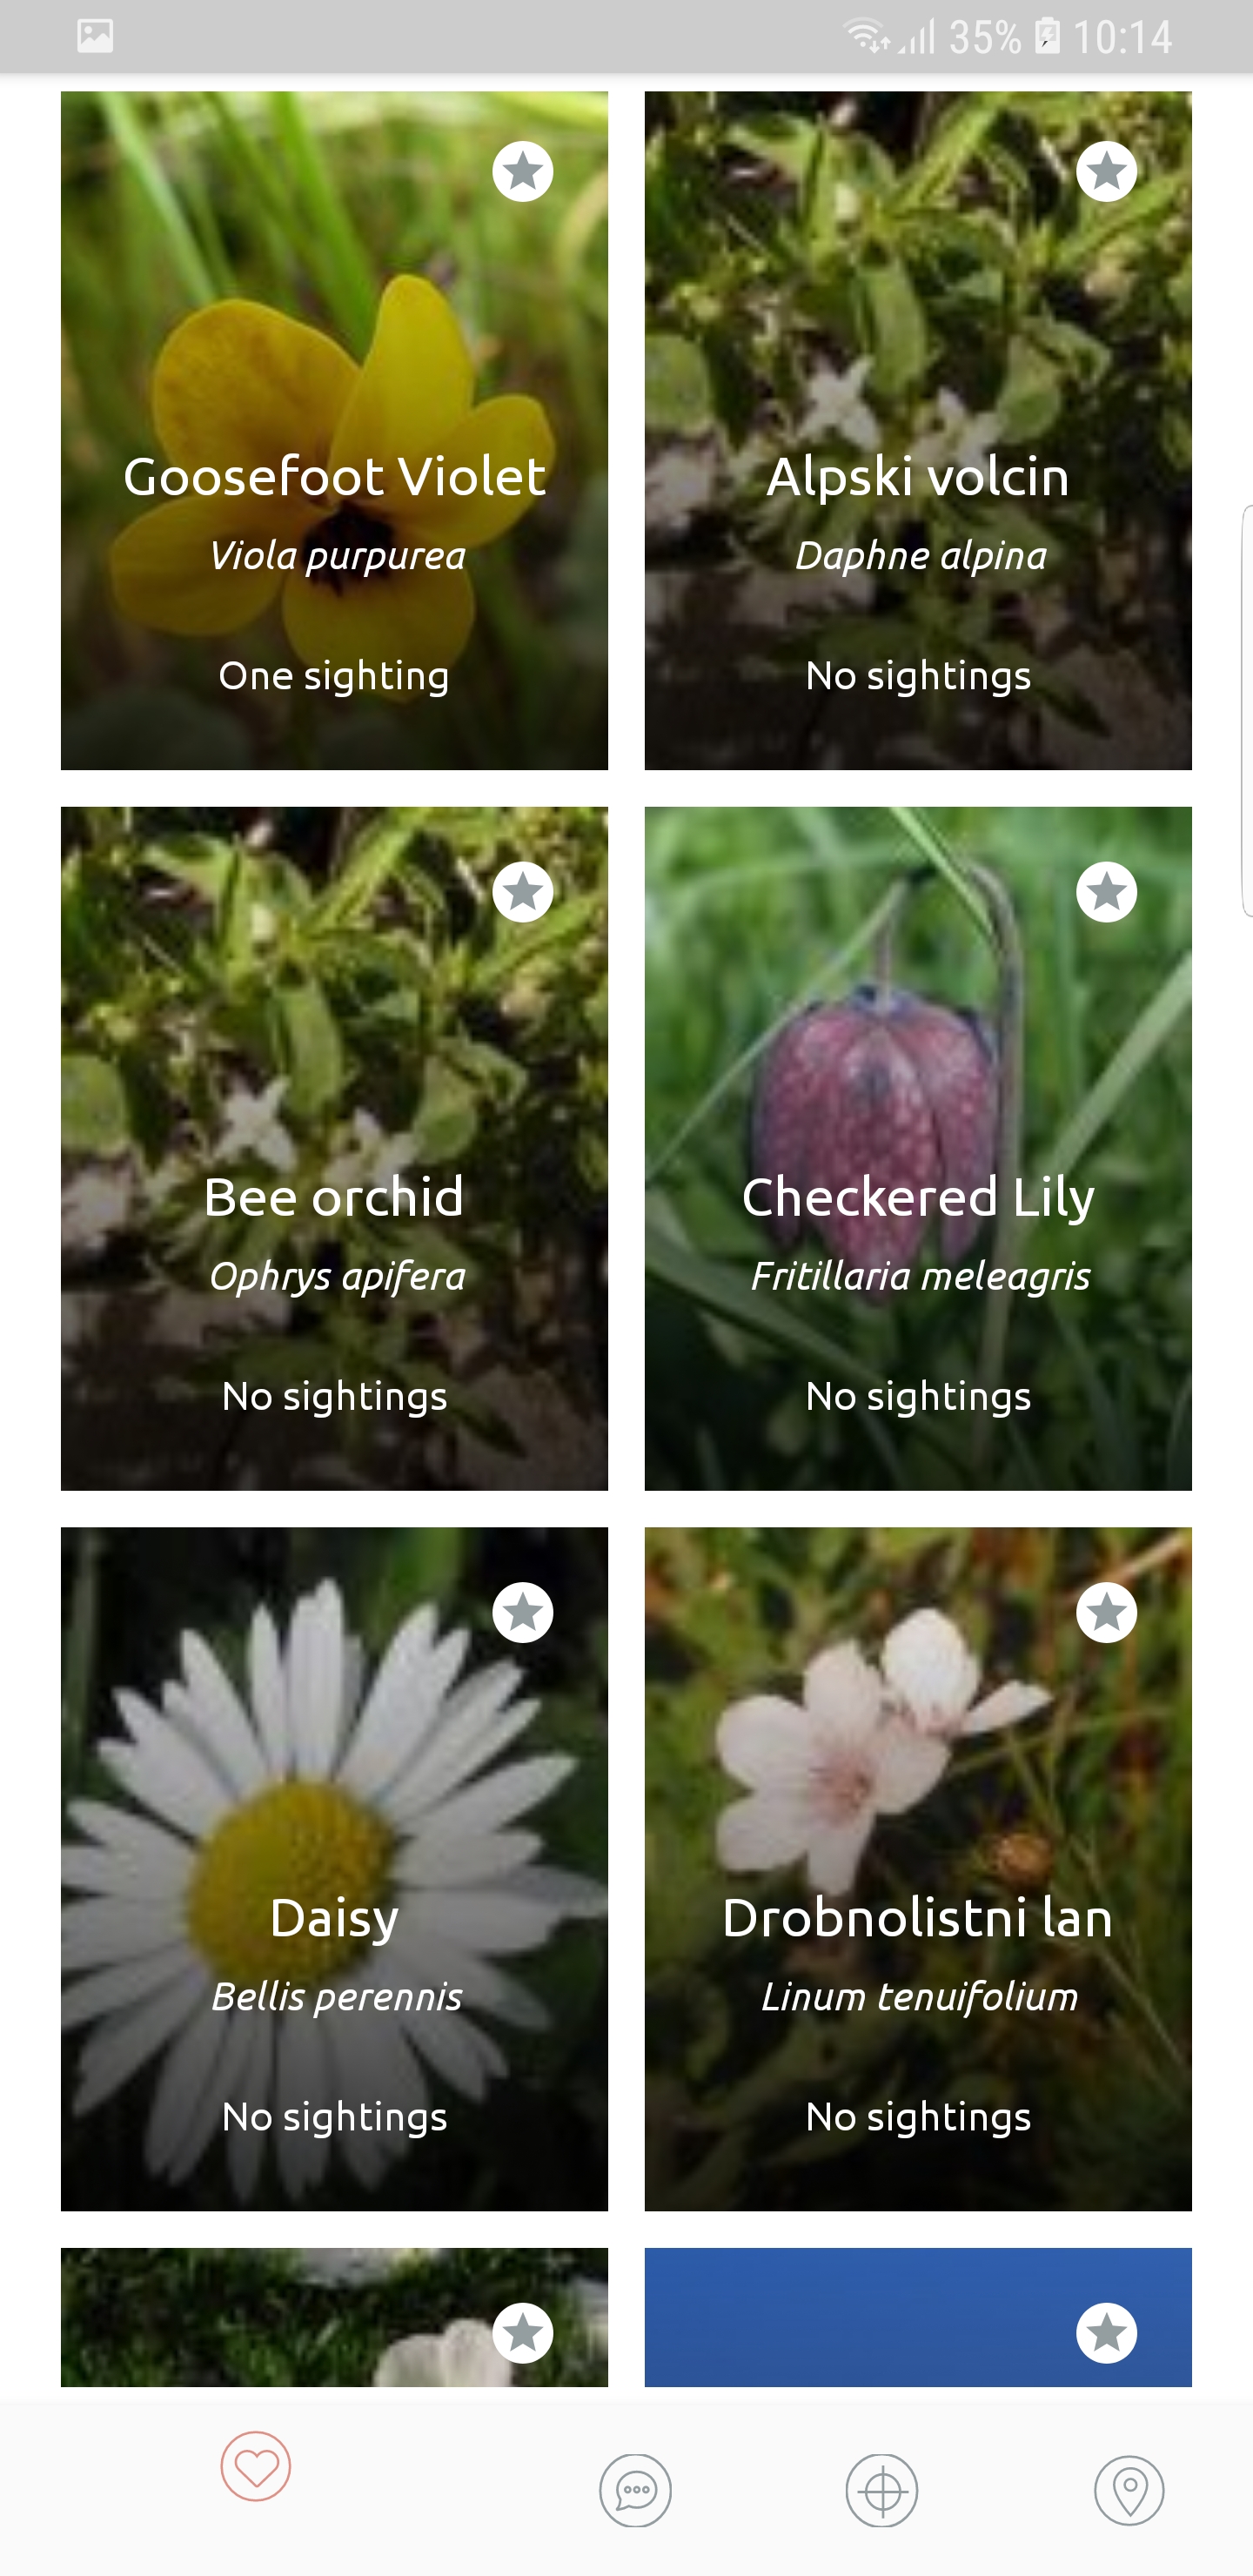 35% 10:14
Goosefoot Violet
Viola purpurea
One sighting
Alpski volcin
Daphne alpina
No sightings
Bee orchid
Ophrys apifera
No sightings
Checkered Lily
Fritillaria meleagris
No sightings
Daisy
Bellis perennis
No sightings
Drobnolistni lan
Linum tenuifolium
No sightings